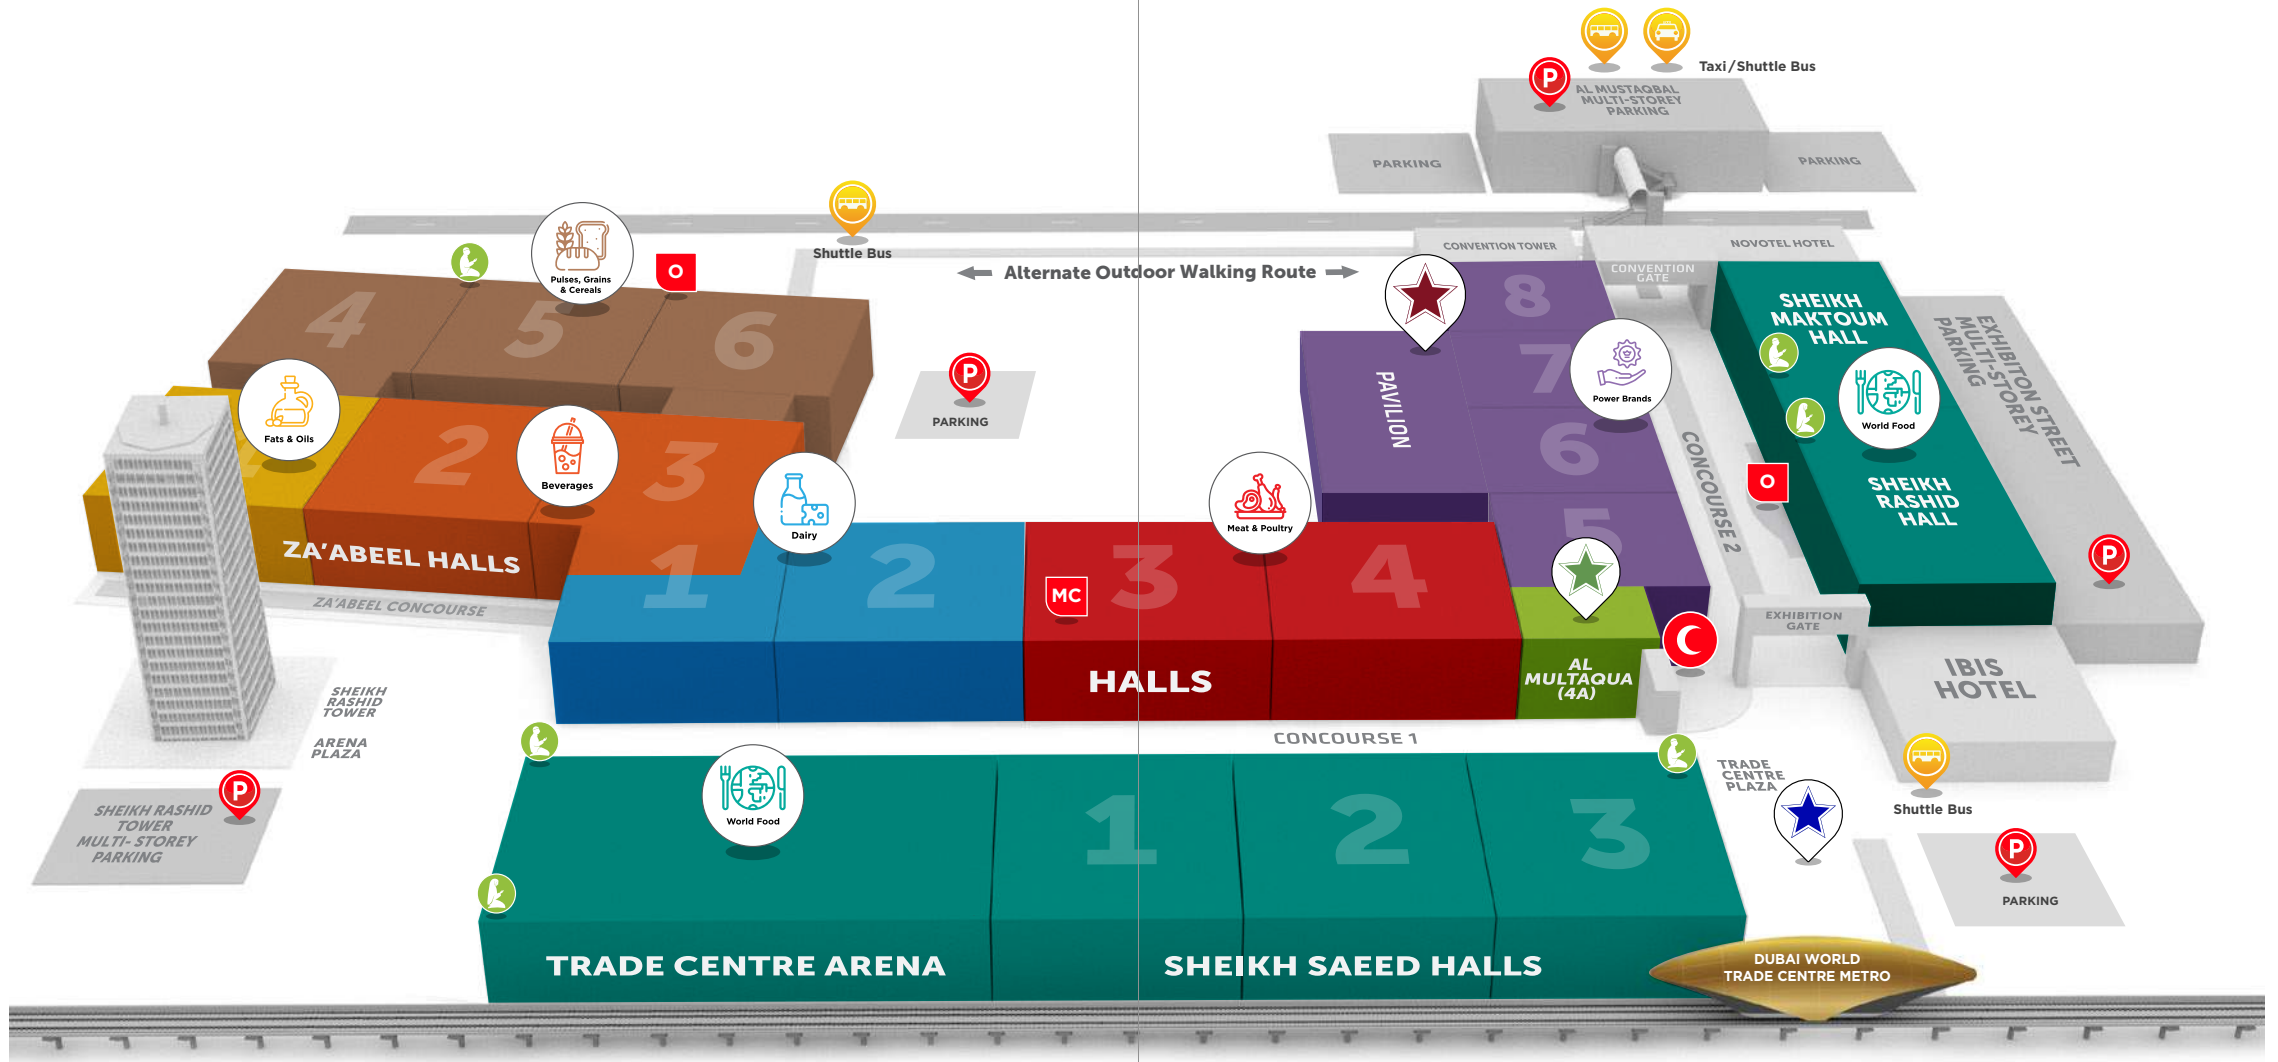 Taxi/Shuttle Bus
P
AL MUSTAQBAL
MULTI-STOREY
PARKING
PARKING
PARKING
Shuttle Bus
CONVENTION TOWER
NOVOTEL HOTEL
CONVENTION
GATE
Alternate Outdoor Walking Route
Pulses, Grains
& Cereals
O
4
5
6
8
7
6
5
PAVILION
Power Brands
SHEIKH
MAKTOUM
HALL
World Food
SHEIKH
RASHID
HALL
EXHIBITON STREET
MULTI-STOREY
PARKING
P
CONCOURSE 2
O
P
PARKING
Fats & Oils
1
2
3
Beverages
ZA'ABEEL HALLS
ZA'ABEEL CONCOURSE
Dairy
Meat & Poultry
1
2
MC
3
4
HALLS
AL
MULTAQUA
(4A)
EXHIBITION
GATE
IBIS
HOTEL
SHEIKH
RASHID
TOWER
ARENA
PLAZA
CONCOURSE 1
TRADE
CENTRE
PLAZA
Shuttle Bus
P
SHEIKH RASHID
TOWER
MULTI- STOREY
PARKING
World Food
1
2
3
P
PARKING
TRADE CENTRE ARENA
SHEIKH SAEED HALLS
DUBAI WORLD
TRADE CENTRE METRO